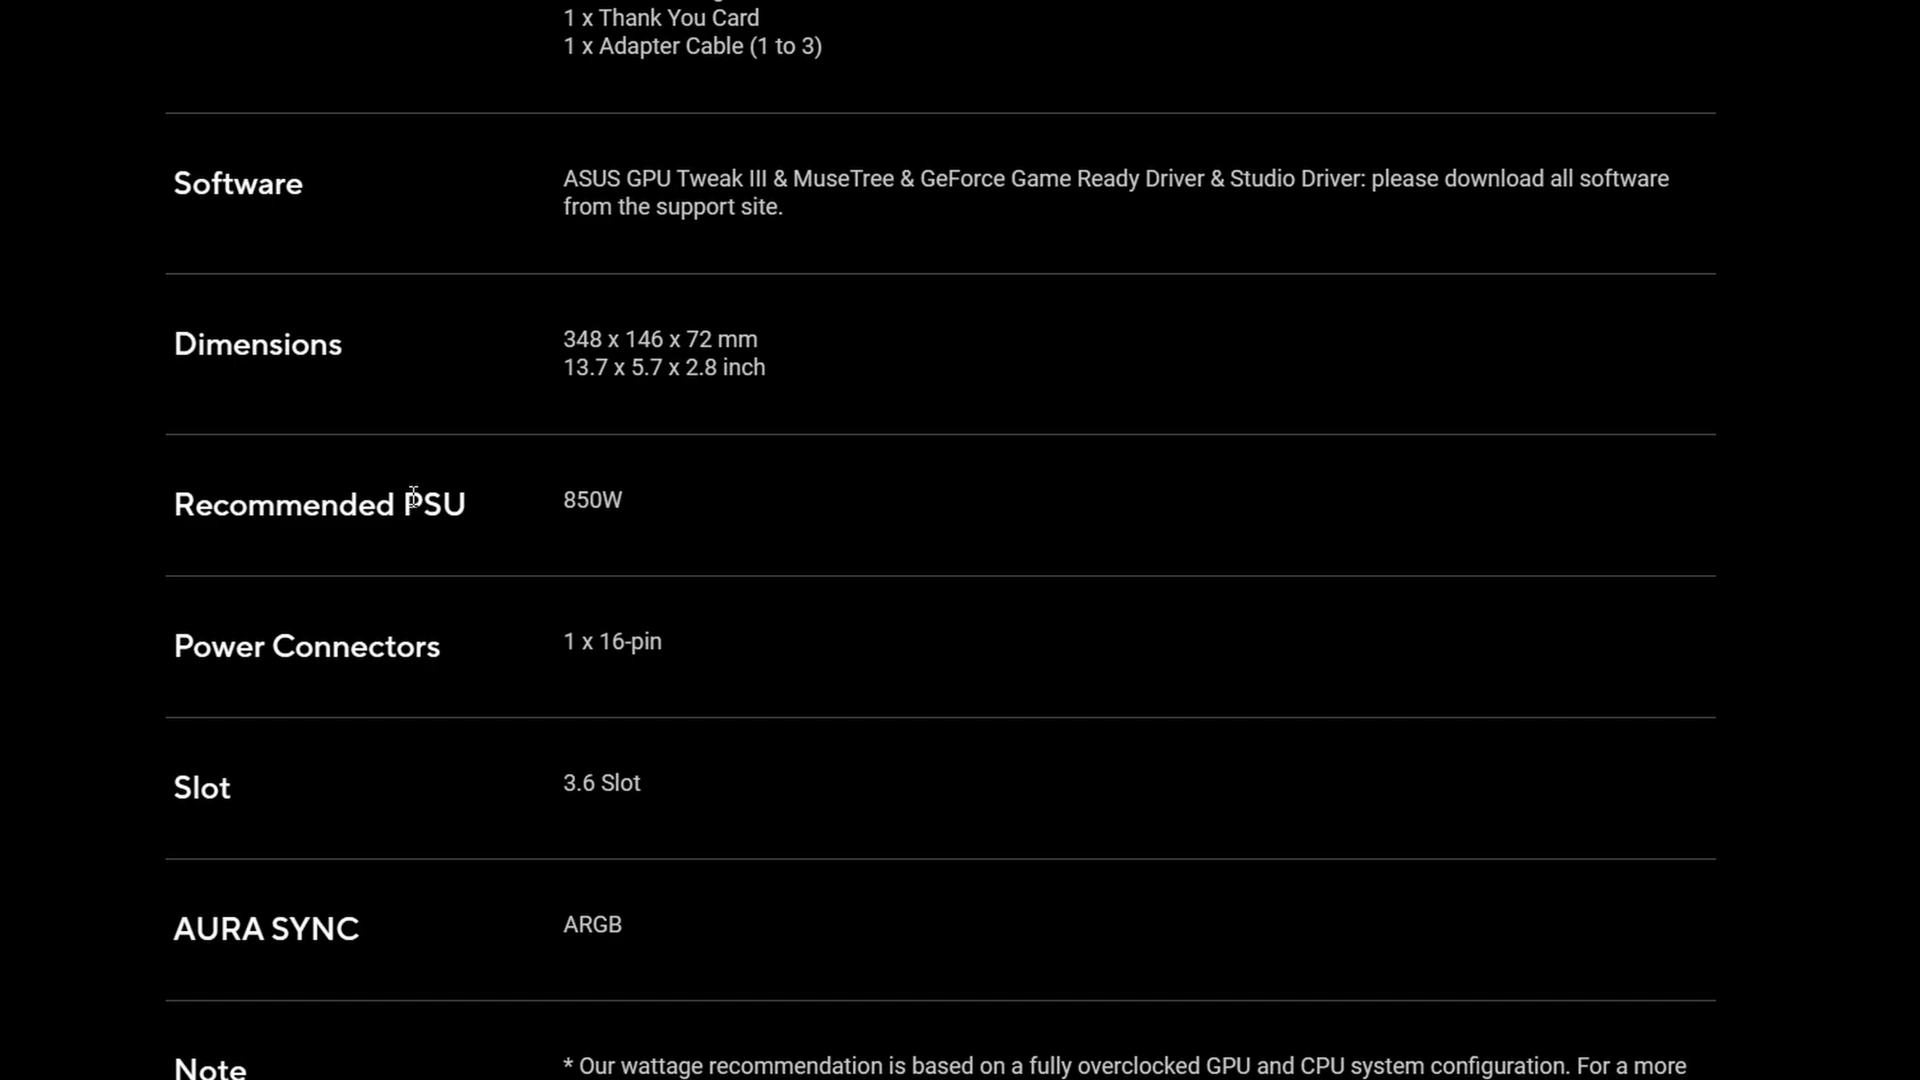 1 x Thank You Card
1 x Adapter Cable (1 to 3)
Software
ASUS GPU Tweak III & MuseTree & GeForce Game Ready Driver & Studio Driver: please download all software
from the support site.
Dimensions
348 x 146 x 72 mm
13.7 x 5.7 x 2.8 inch
Recommended PSU
850W
Power Connectors
1 x 16-pin
Slot
3.6 Slot
AURA SYNC
ARGB
Note
* Our wattage recommendation is based on a fully overclocked GPU and CPU system configuration. For a more